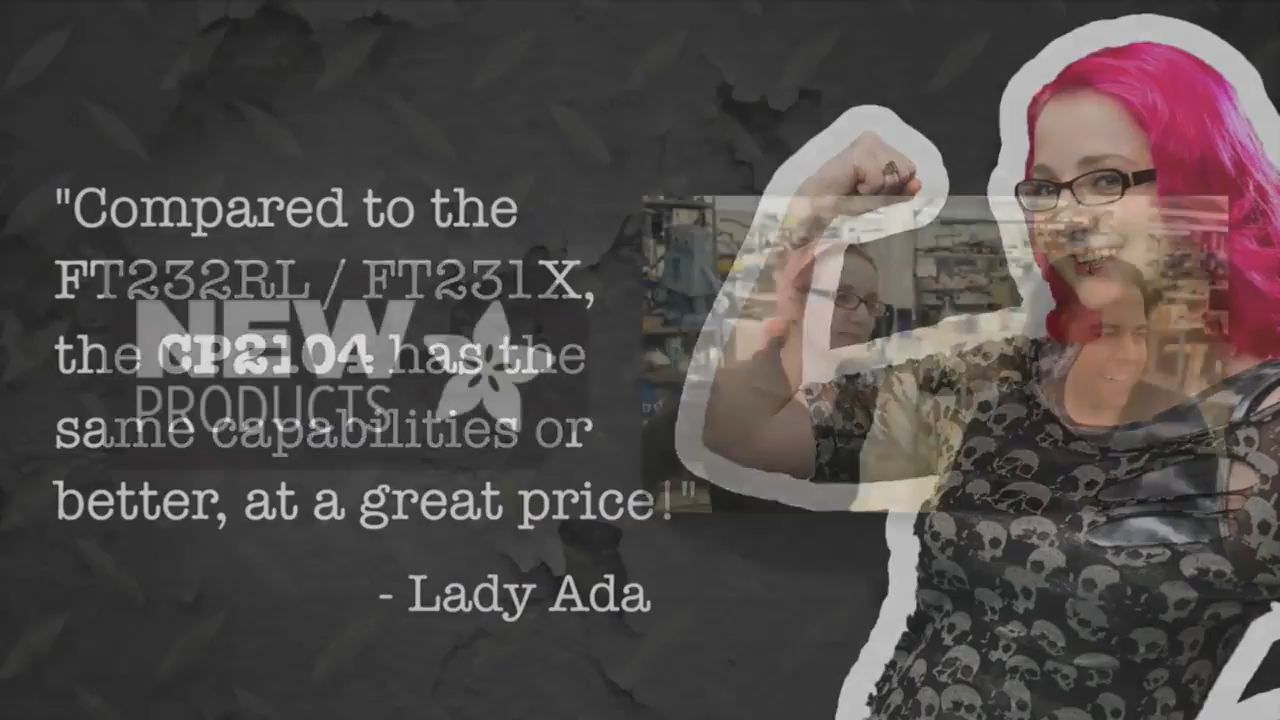 "Compared to the
FT232RL / FT231X,
the CP2104 has the
same capabilities or
better, at a great price!"
- Lady Ada
NEW
PRODUCTS